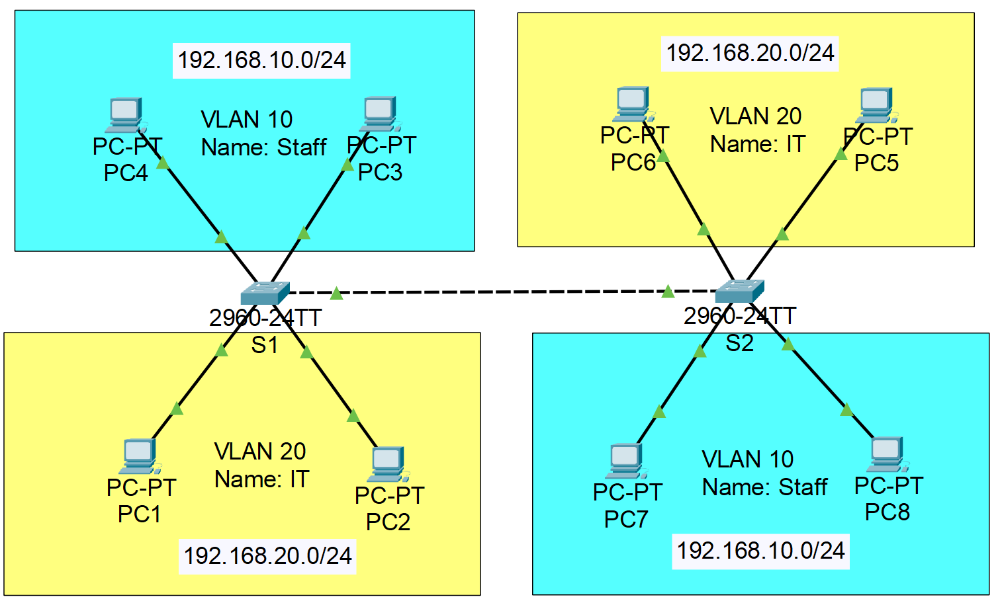 192.168.10.0/24
VLAN 10
Name: Staff
PC-PT
PC4
PC-PT
PC3
192.168.20.0/24
VLAN 20
Name: IT
PC-PT
PC6
PC-PT
PC5
2960-24TT
S1
2960-24TT
S2
VLAN 20
Name: IT
PC-PT
PC1
PC-PT
PC2
192.168.20.0/24
VLAN 10
Name: Staff
PC-PT
PC7
PC-PT
PC8
192.168.10.0/24